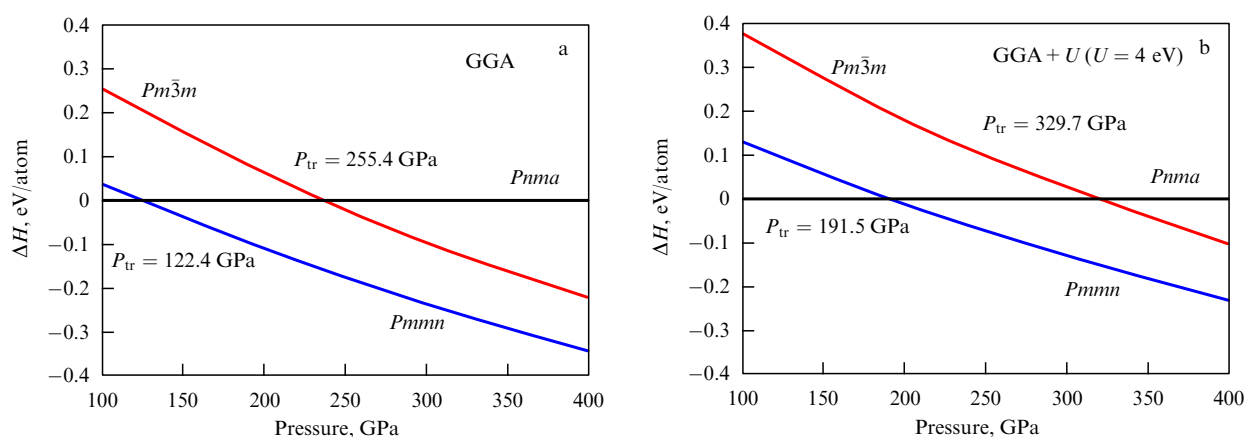 a
GGA
Pm3̄m
P_tr = 255.4 GPa
Pnma
P_tr = 122.4 GPa
Pmmn
0.4
0.3
0.2
0.1
0
−0.1
−0.2
−0.3
−0.4
ΔH, eV/atom
100 150 200 250 300 350 400
Pressure, GPa
b
GGA + U (U = 4 eV)
Pm3̄m
P_tr = 329.7 GPa
Pnma
P_tr = 191.5 GPa
Pmmn
0.4
0.3
0.2
0.1
0
−0.1
−0.2
−0.3
−0.4
ΔH, eV/atom
100 150 200 250 300 350 400
Pressure, GPa